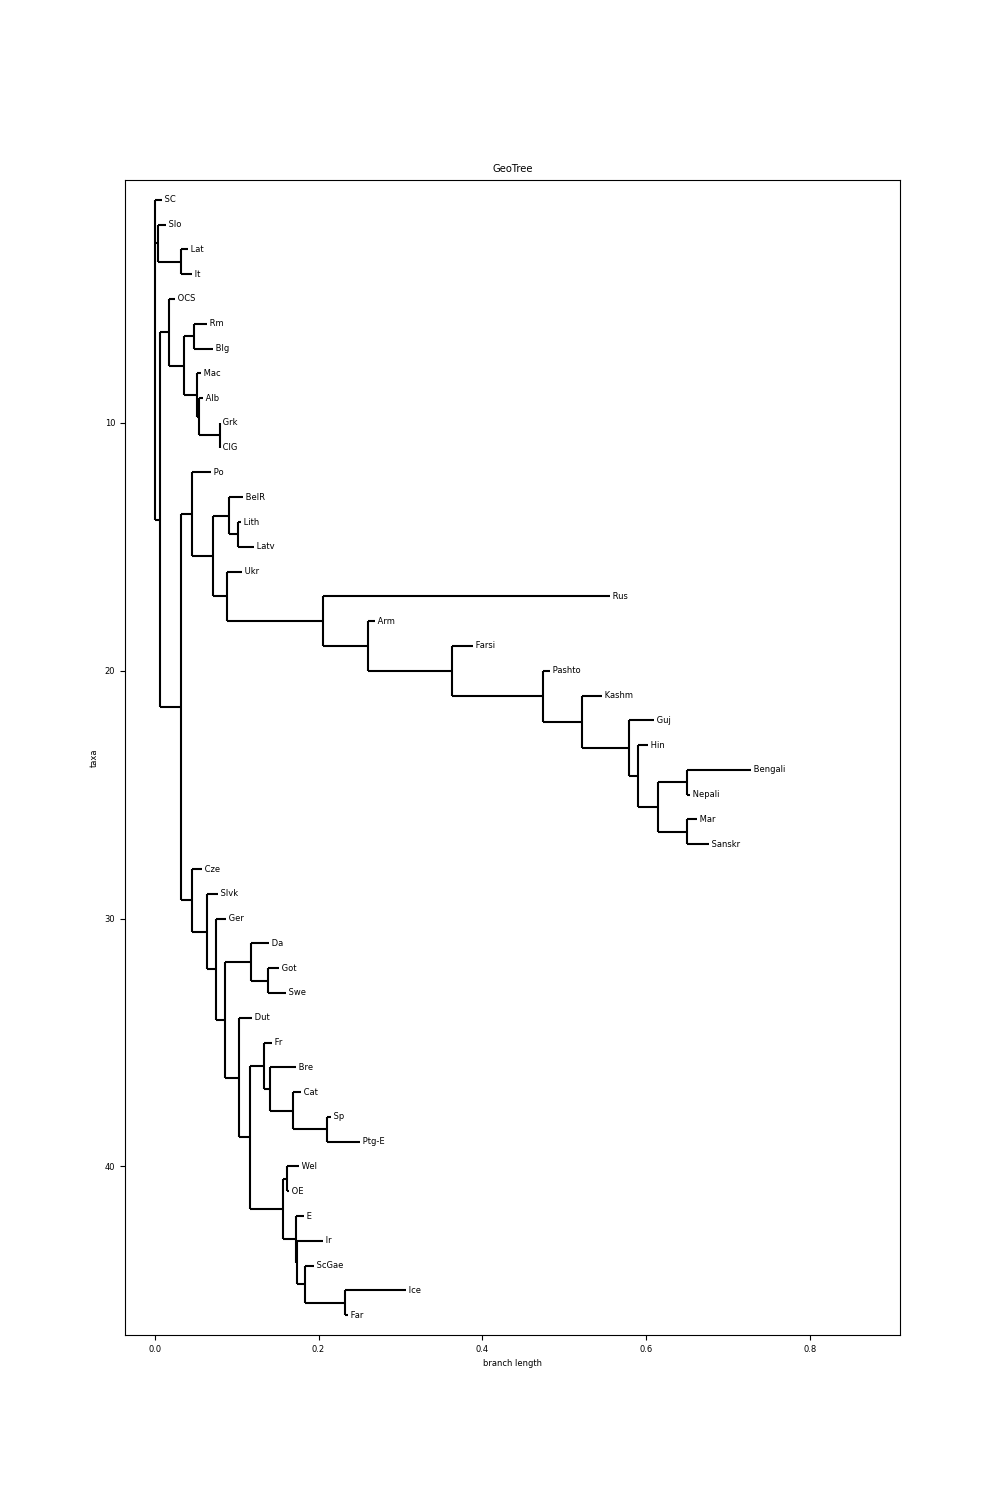 GeoTree
SC
Slo
Lat
It
OCS
Rm
Blg
Mac
Alb
10
Grk
ClG
Po
BelR
Lith
Latv
Ukr
Rus
Arm
Farsi
20
Pashto
Kashm
Guj
Hin
taxa
Bengali
Nepali
Mar
Sanskr
Cze
Slvk
30
Ger
Da
Got
Swe
Dut
Fr
Bre
Cat
Sp
Ptg-E
40
Wel
OE
E
Ir
ScGae
Ice
Far
0.0 0.2 0.4 0.6 0.8
branch length